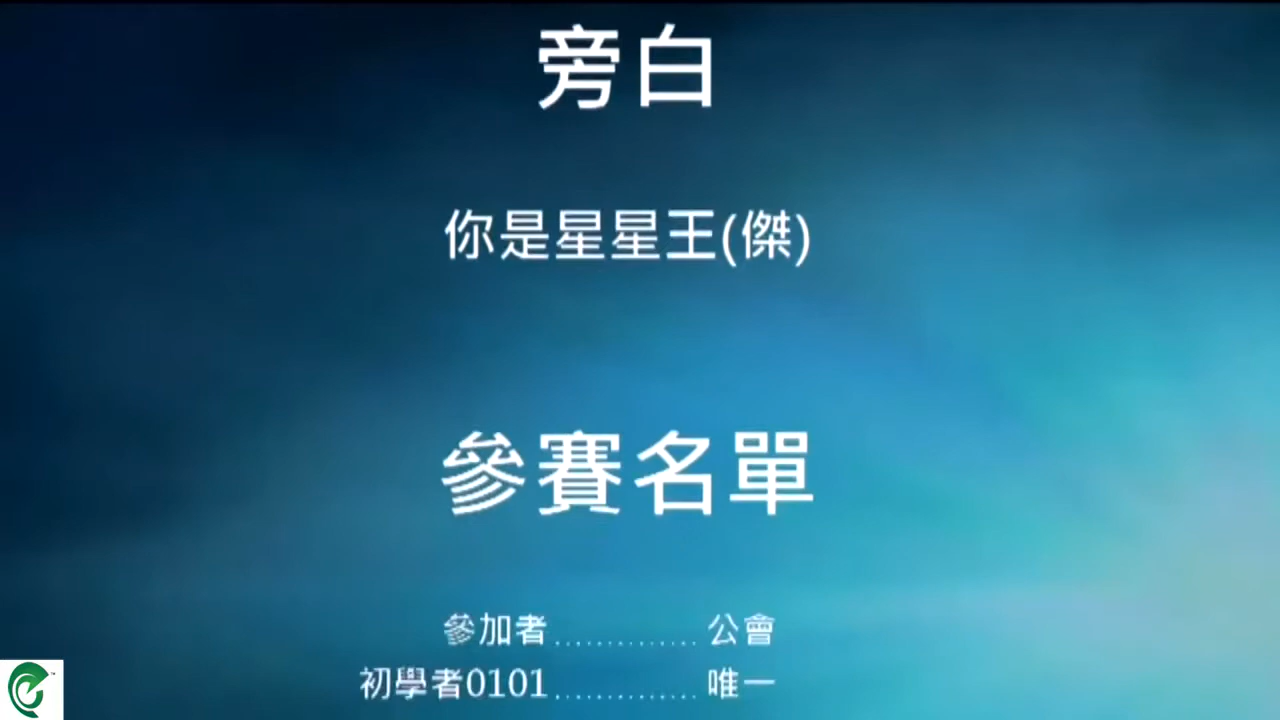 旁白
你是星星王(傑)
參賽名單
參加者..............公會
初學者0101..............唯一